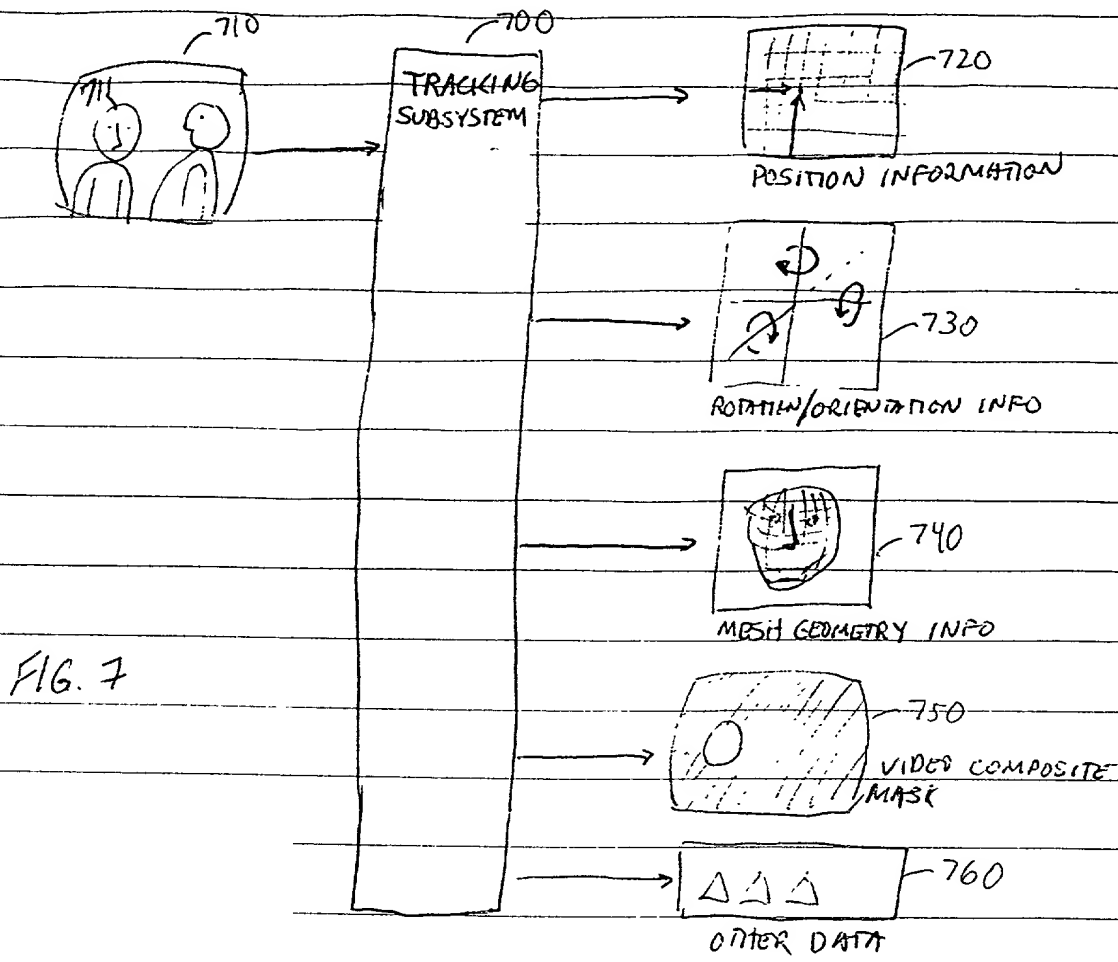 710
700
711
TRACKING
SUBSYSTEM
720
POSITION INFORMATION
730
ROTATION/ORIENTATION INFO
740
MESH GEOMETRY INFO
FIG. 7
750
VIDEO COMPOSITE
MASK
760
OTHER DATA